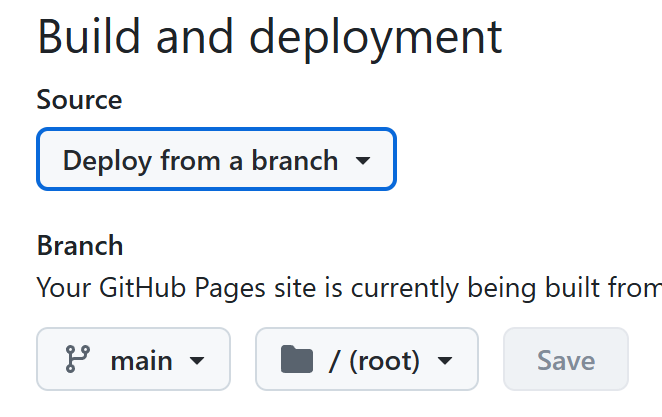 Build and deployment
Source
Deploy from a branch
Branch
Your GitHub Pages site is currently being built from
main / (root) Save